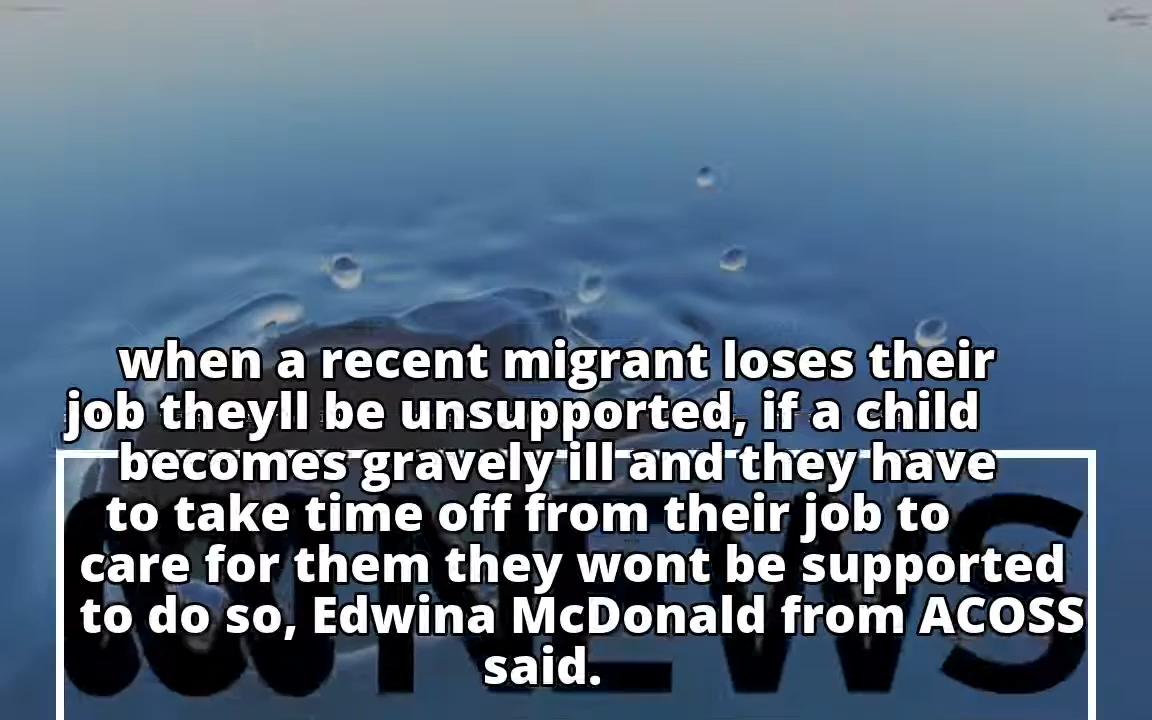 when a recent migrant loses their
job theyll be unsupported, if a child
becomes gravely ill and they have
to take time off from their job to
care for them they wont be supported
to do so, Edwina McDonald from ACOSS
said.
NEWS